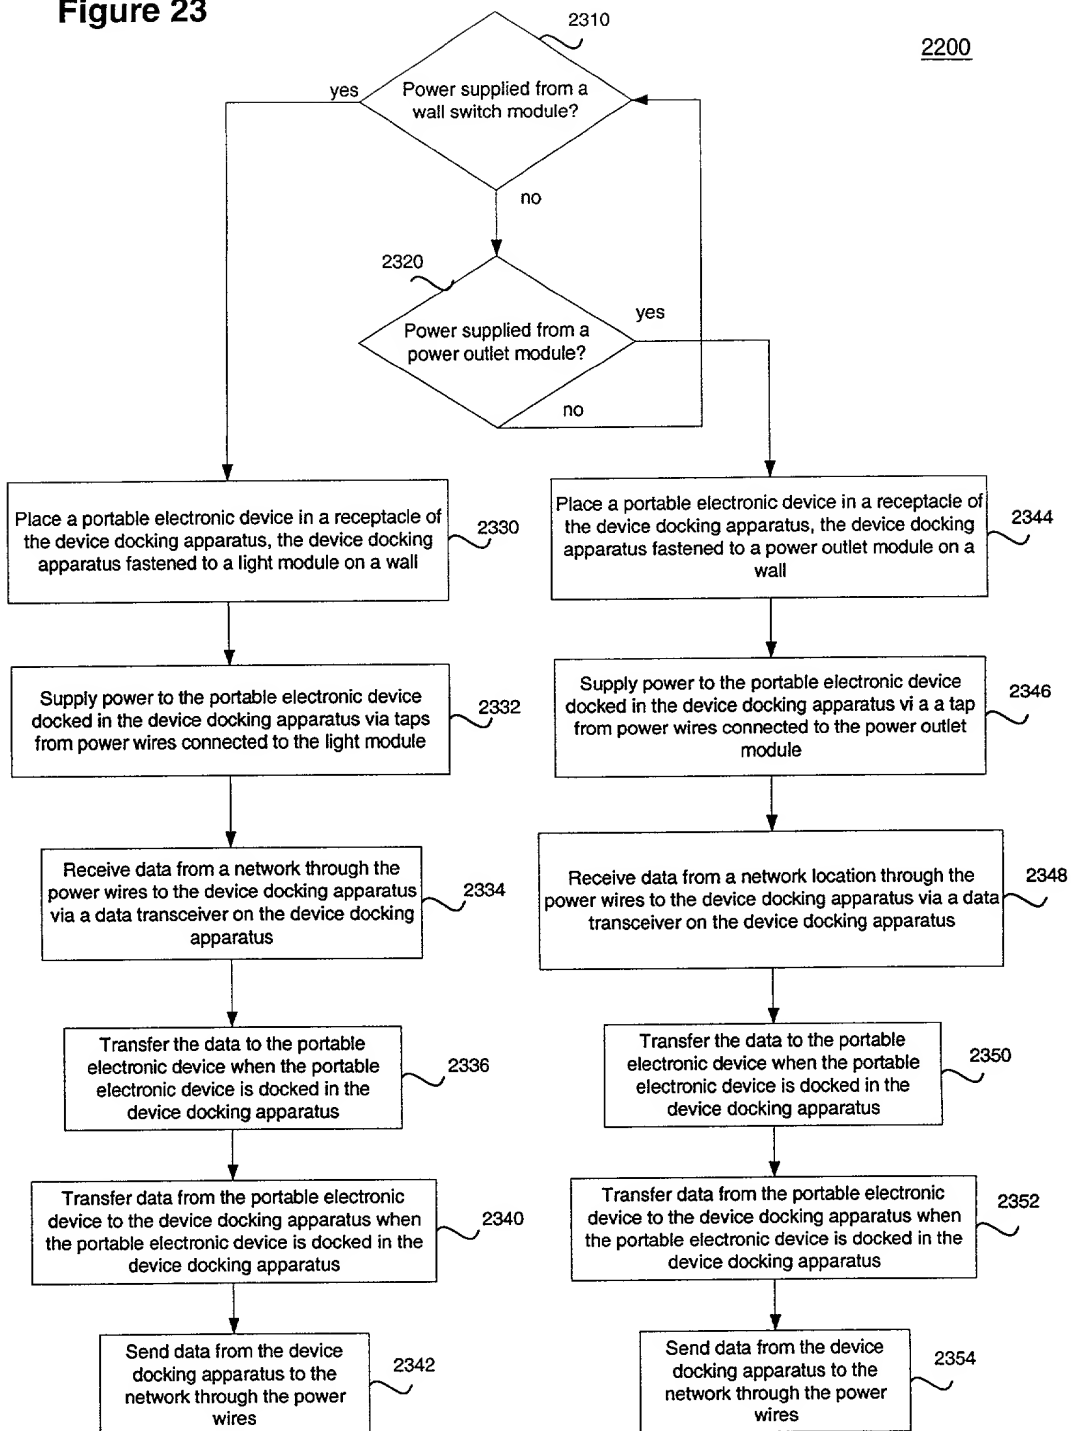 Figure 23
2310
2200
Power supplied from a
wall switch module?
yes
no
2320
Power supplied from a
power outlet module?
yes
no
Place a portable electronic device in a receptacle of
the device docking apparatus, the device docking
apparatus fastened to a light module on a wall
2330
Place a portable electronic device in a receptacle of
the device docking apparatus, the device docking
apparatus fastened to a power outlet module on a
wall
2344
Supply power to the portable electronic device
docked in the device docking apparatus via taps
from power wires connected to the light module
2332
Supply power to the portable electronic device
docked in the device docking apparatus vi a a tap
from power wires connected to the power outlet
module
2346
Receive data from a network through the
power wires to the device docking apparatus
via a data transceiver on the device docking
apparatus
2334
Receive data from a network location through the
power wires to the device docking apparatus via a data
transceiver on the device docking apparatus
2348
Transfer the data to the portable
electronic device when the portable
electronic device is docked in the
device docking apparatus
2336
Transfer the data to the portable
electronic device when the portable
electronic device is docked in the
device docking apparatus
2350
Transfer data from the portable electronic
device to the device docking apparatus when
the portable electronic device is docked in the
device docking apparatus
2340
Transfer data from the portable electronic
device to the device docking apparatus when
the portable electronic device is docked in the
device docking apparatus
2352
Send data from the device
docking apparatus to the
network through the power
wires
2342
Send data from the device
docking apparatus to the
network through the power
wires
2354